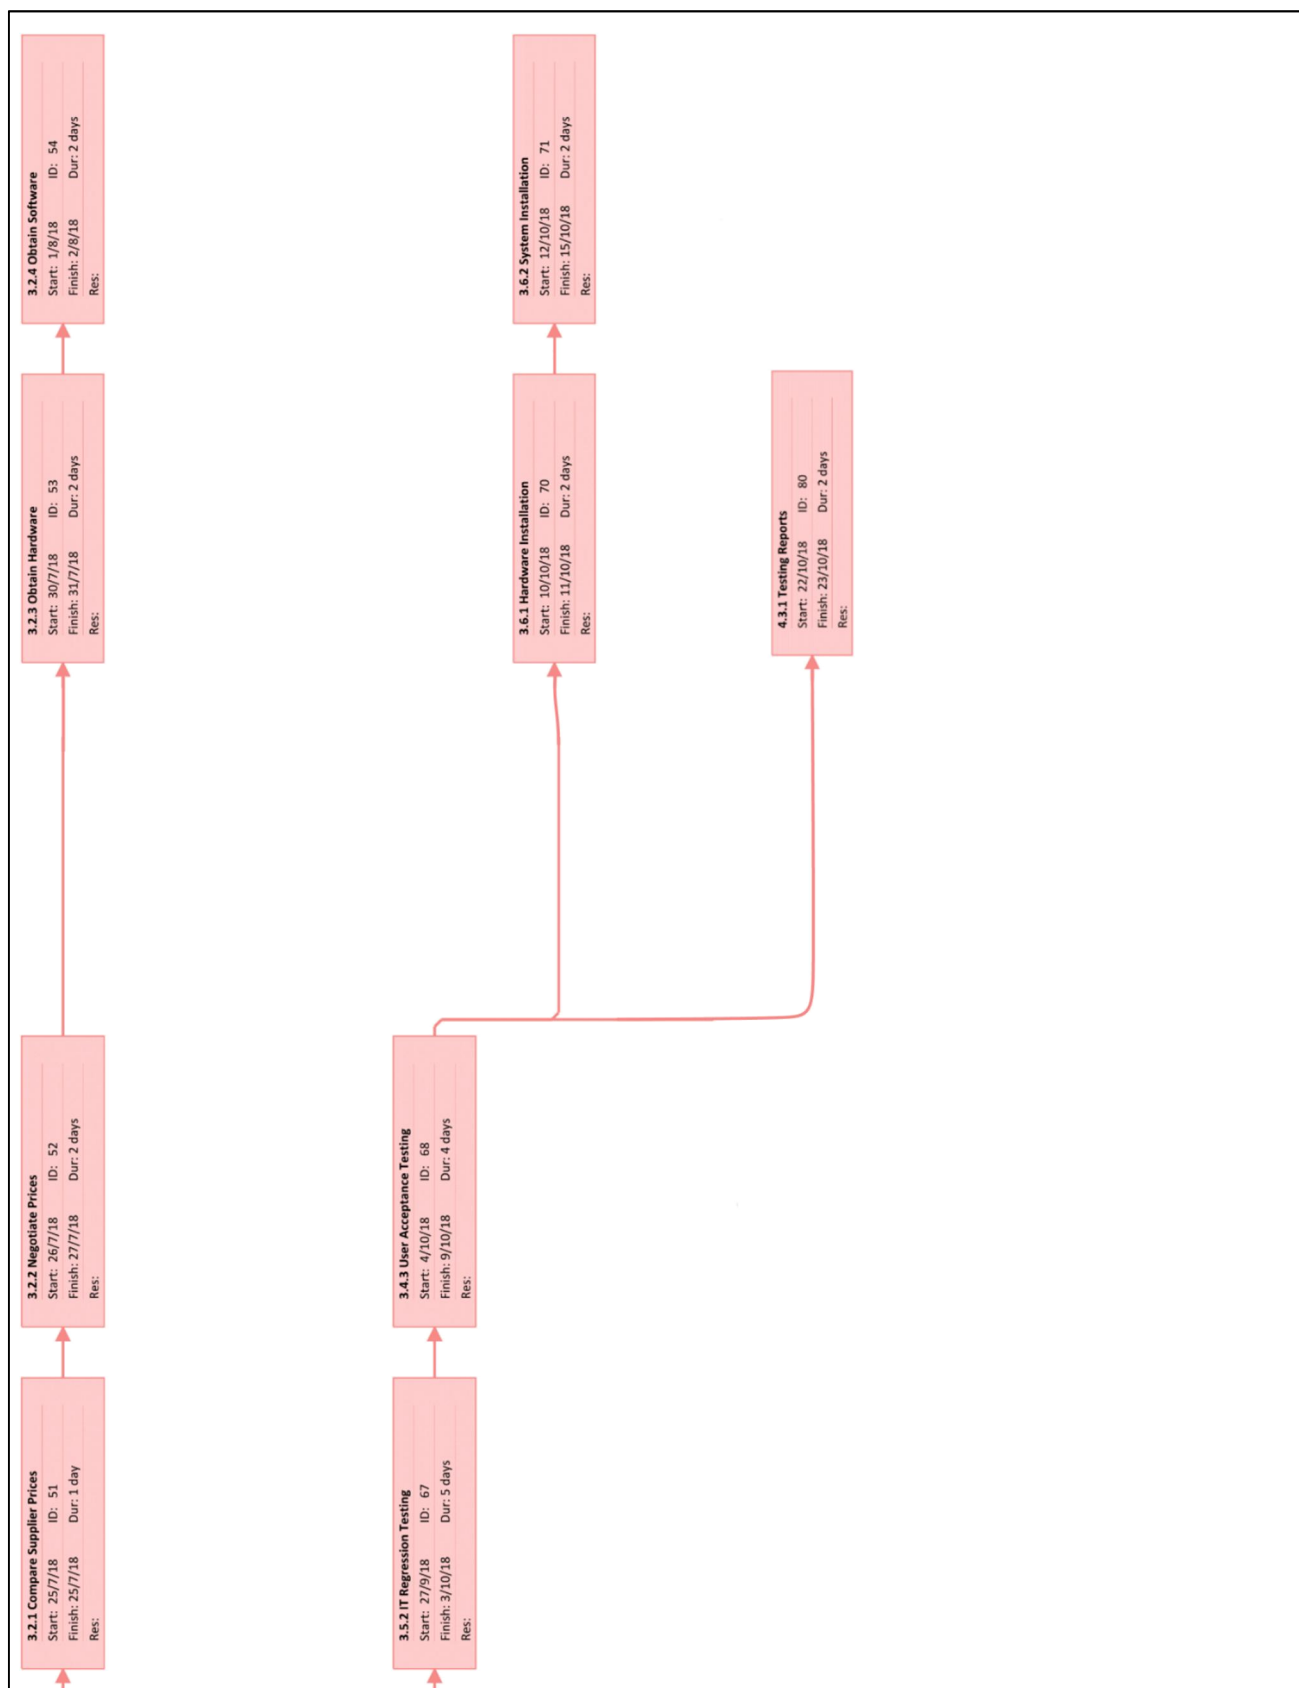 3.2.1 Compare Supplier Prices
Start: 25/7/18 ID: 51
Finish: 25/7/18 Dur: 1 day
Res:
3.2.2 Negotiate Prices
Start: 26/7/18 ID: 52
Finish: 27/7/18 Dur: 2 days
Res:
3.2.3 Obtain Hardware
Start: 30/7/18 ID: 53
Finish: 31/7/18 Dur: 2 days
Res:
3.2.4 Obtain Software
Start: 1/8/18 ID: 54
Finish: 2/8/18 Dur: 2 days
Res:
3.5.2 IT Regression Testing
Start: 27/9/18 ID: 67
Finish: 3/10/18 Dur: 5 days
Res:
3.4.3 User Acceptance Testing
Start: 4/10/18 ID: 68
Finish: 9/10/18 Dur: 4 days
Res:
3.6.1 Hardware Installation
Start: 10/10/18 ID: 70
Finish: 11/10/18 Dur: 2 days
Res:
3.6.2 System Installation
Start: 12/10/18 ID: 71
Finish: 15/10/18 Dur: 2 days
Res:
4.3.1 Testing Reports
Start: 22/10/18 ID: 80
Finish: 23/10/18 Dur: 2 days
Res: